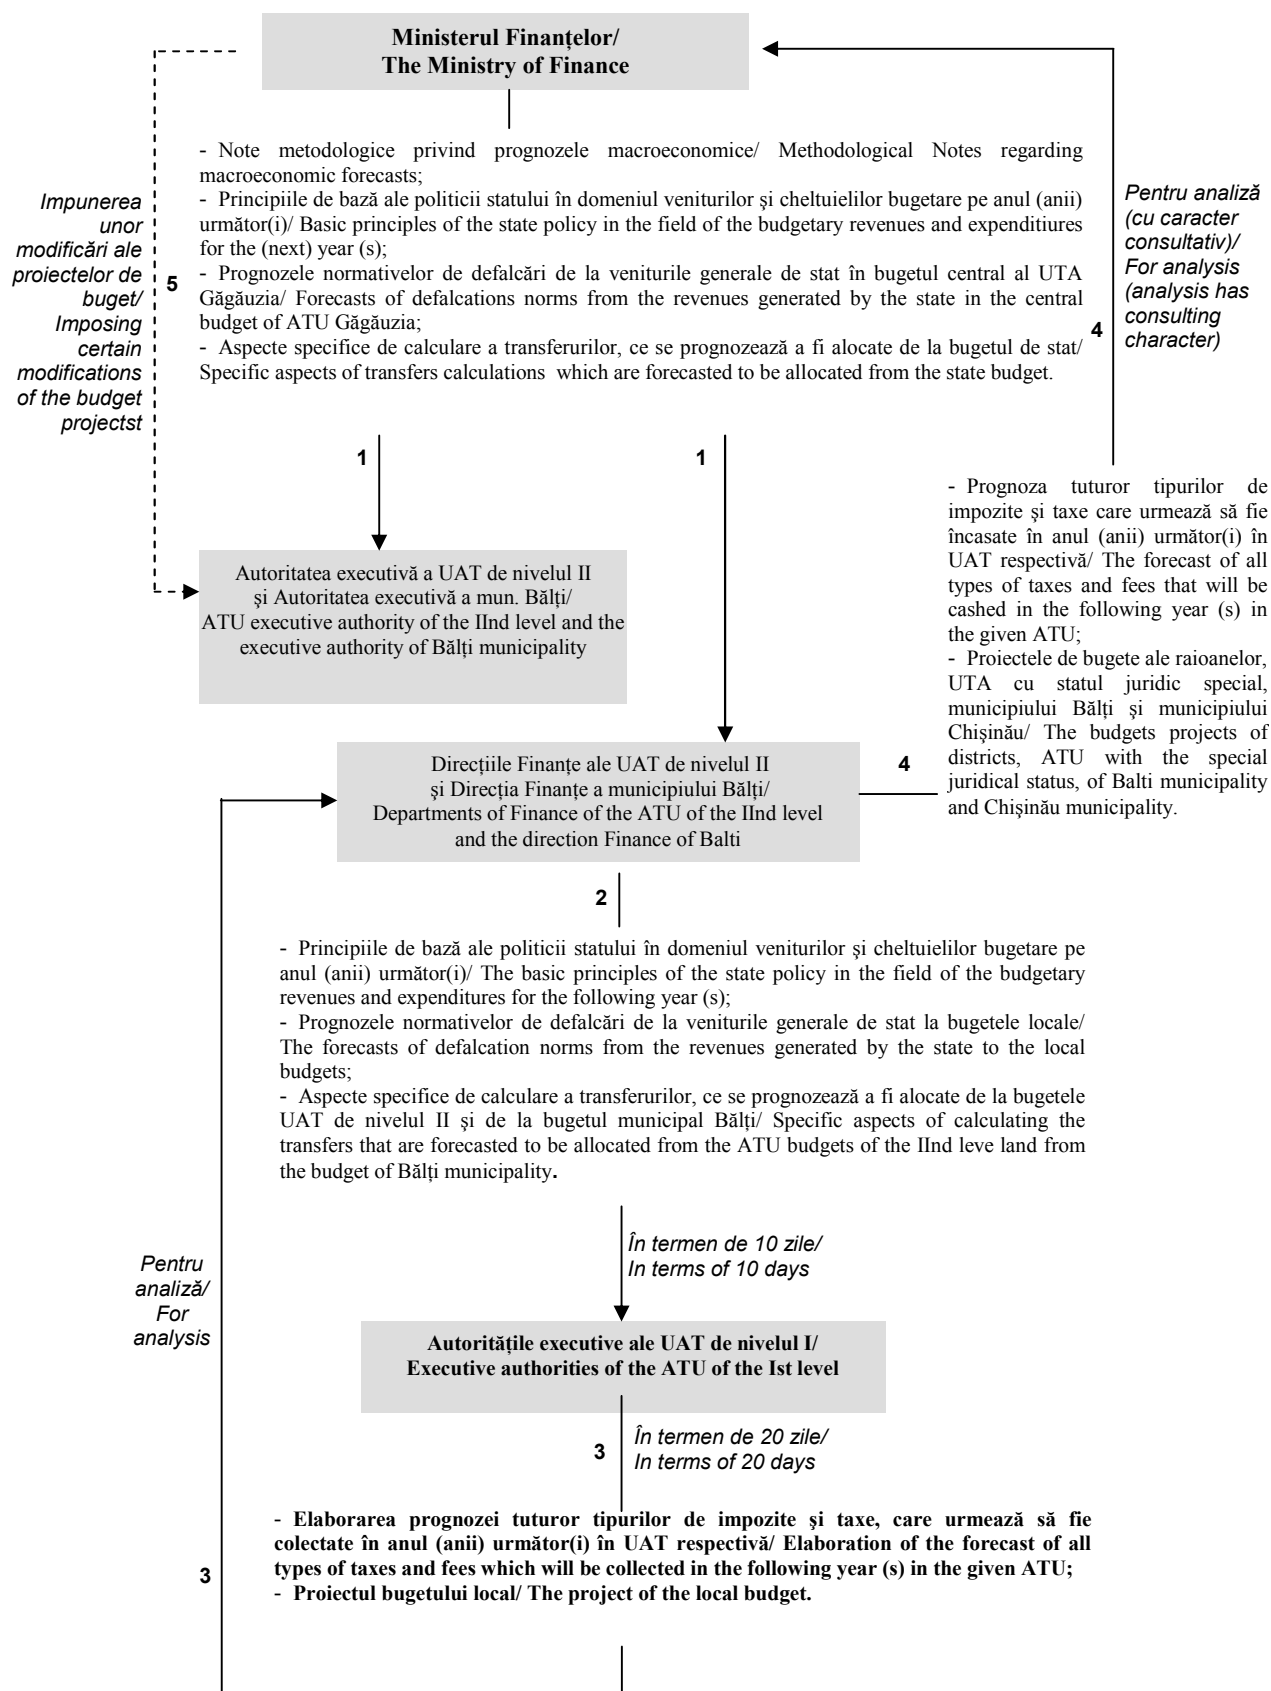 Ministerul Finanțelor/
The Ministry of Finance
- Note metodologice privind prognozele macroeconomice/ Methodological Notes regarding
macroeconomic forecasts;
- Principiile de bază ale politicii statului în domeniul veniturilor şi cheltuielilor bugetare pe anul (anii)
următor(i)/ Basic principles of the state policy in the field of the budgetary revenues and expenditiures
for the (next) year (s);
- Prognozele normativelor de defalcări de la veniturile generale de stat în bugetul central al UTA
Găgăuzia/ Forecasts of defalcations norms from the revenues generated by the state in the central
budget of ATU Găgăuzia;
- Aspecte specifice de calculare a transferurilor, ce se prognozează a fi alocate de la bugetul de stat/
Specific aspects of transfers calculations which are forecasted to be allocated from the state budget.
Impunerea
unor
modificări ale
proiectelor de
buget/
Imposing
certain
modifications
of the budget
projectst
5
4
Pentru analiză
(cu caracter
consultativ)/
For analysis
(analysis has
consulting
character)
1
1
Autoritatea executivă a UAT de nivelul II
şi Autoritatea executivă a mun. Bălți/
ATU executive authority of the IInd level and the
executive authority of Bălți municipality
- Prognoza tuturor tipurilor de
impozite şi taxe care urmează să fie
încasate în anul (anii) următor(i) în
UAT respectivă/ The forecast of all
types of taxes and fees that will be
cashed in the following year (s) in
the given ATU;
- Proiectele de bugete ale raioanelor,
UTA cu statul juridic special,
municipiului Bălți şi municipiului
Chişinău/ The budgets projects of
districts, ATU with the special
juridical status, of Balti municipality
and Chişinău municipality.
Direcțiile Finanțe ale UAT de nivelul II
şi Direcția Finanțe a municipiului Bălți/
Departments of Finance of the ATU of the IInd level
and the direction Finance of Balti
4
2
- Principiile de bază ale politicii statului în domeniul veniturilor şi cheltuielilor bugetare pe
anul (anii) următor(i)/ The basic principles of the state policy in the field of the budgetary
revenues and expenditures for the following year (s);
- Prognozele normativelor de defalcări de la veniturile generale de stat la bugetele locale/
The forecasts of defalcation norms from the revenues generated by the state to the local
budgets;
- Aspecte specifice de calculare a transferurilor, ce se prognozează a fi alocate de la bugetele
UAT de nivelul II şi de la bugetul municipal Bălți/ Specific aspects of calculating the
transfers that are forecasted to be allocated from the ATU budgets of the IInd leve land from
the budget of Bălți municipality.
În termen de 10 zile/
In terms of 10 days
Pentru
analiză/
For
analysis
Autoritățile executive ale UAT de nivelul I/
Executive authorities of the ATU of the Ist level
3
În termen de 20 zile/
In terms of 20 days
- Elaborarea prognozei tuturor tipurilor de impozite şi taxe, care urmează să fie
colectate în anul (anii) următor(i) în UAT respectivă/ Elaboration of the forecast of all
types of taxes and fees which will be collected in the following year (s) in the given ATU;
- Proiectul bugetului local/ The project of the local budget.
3